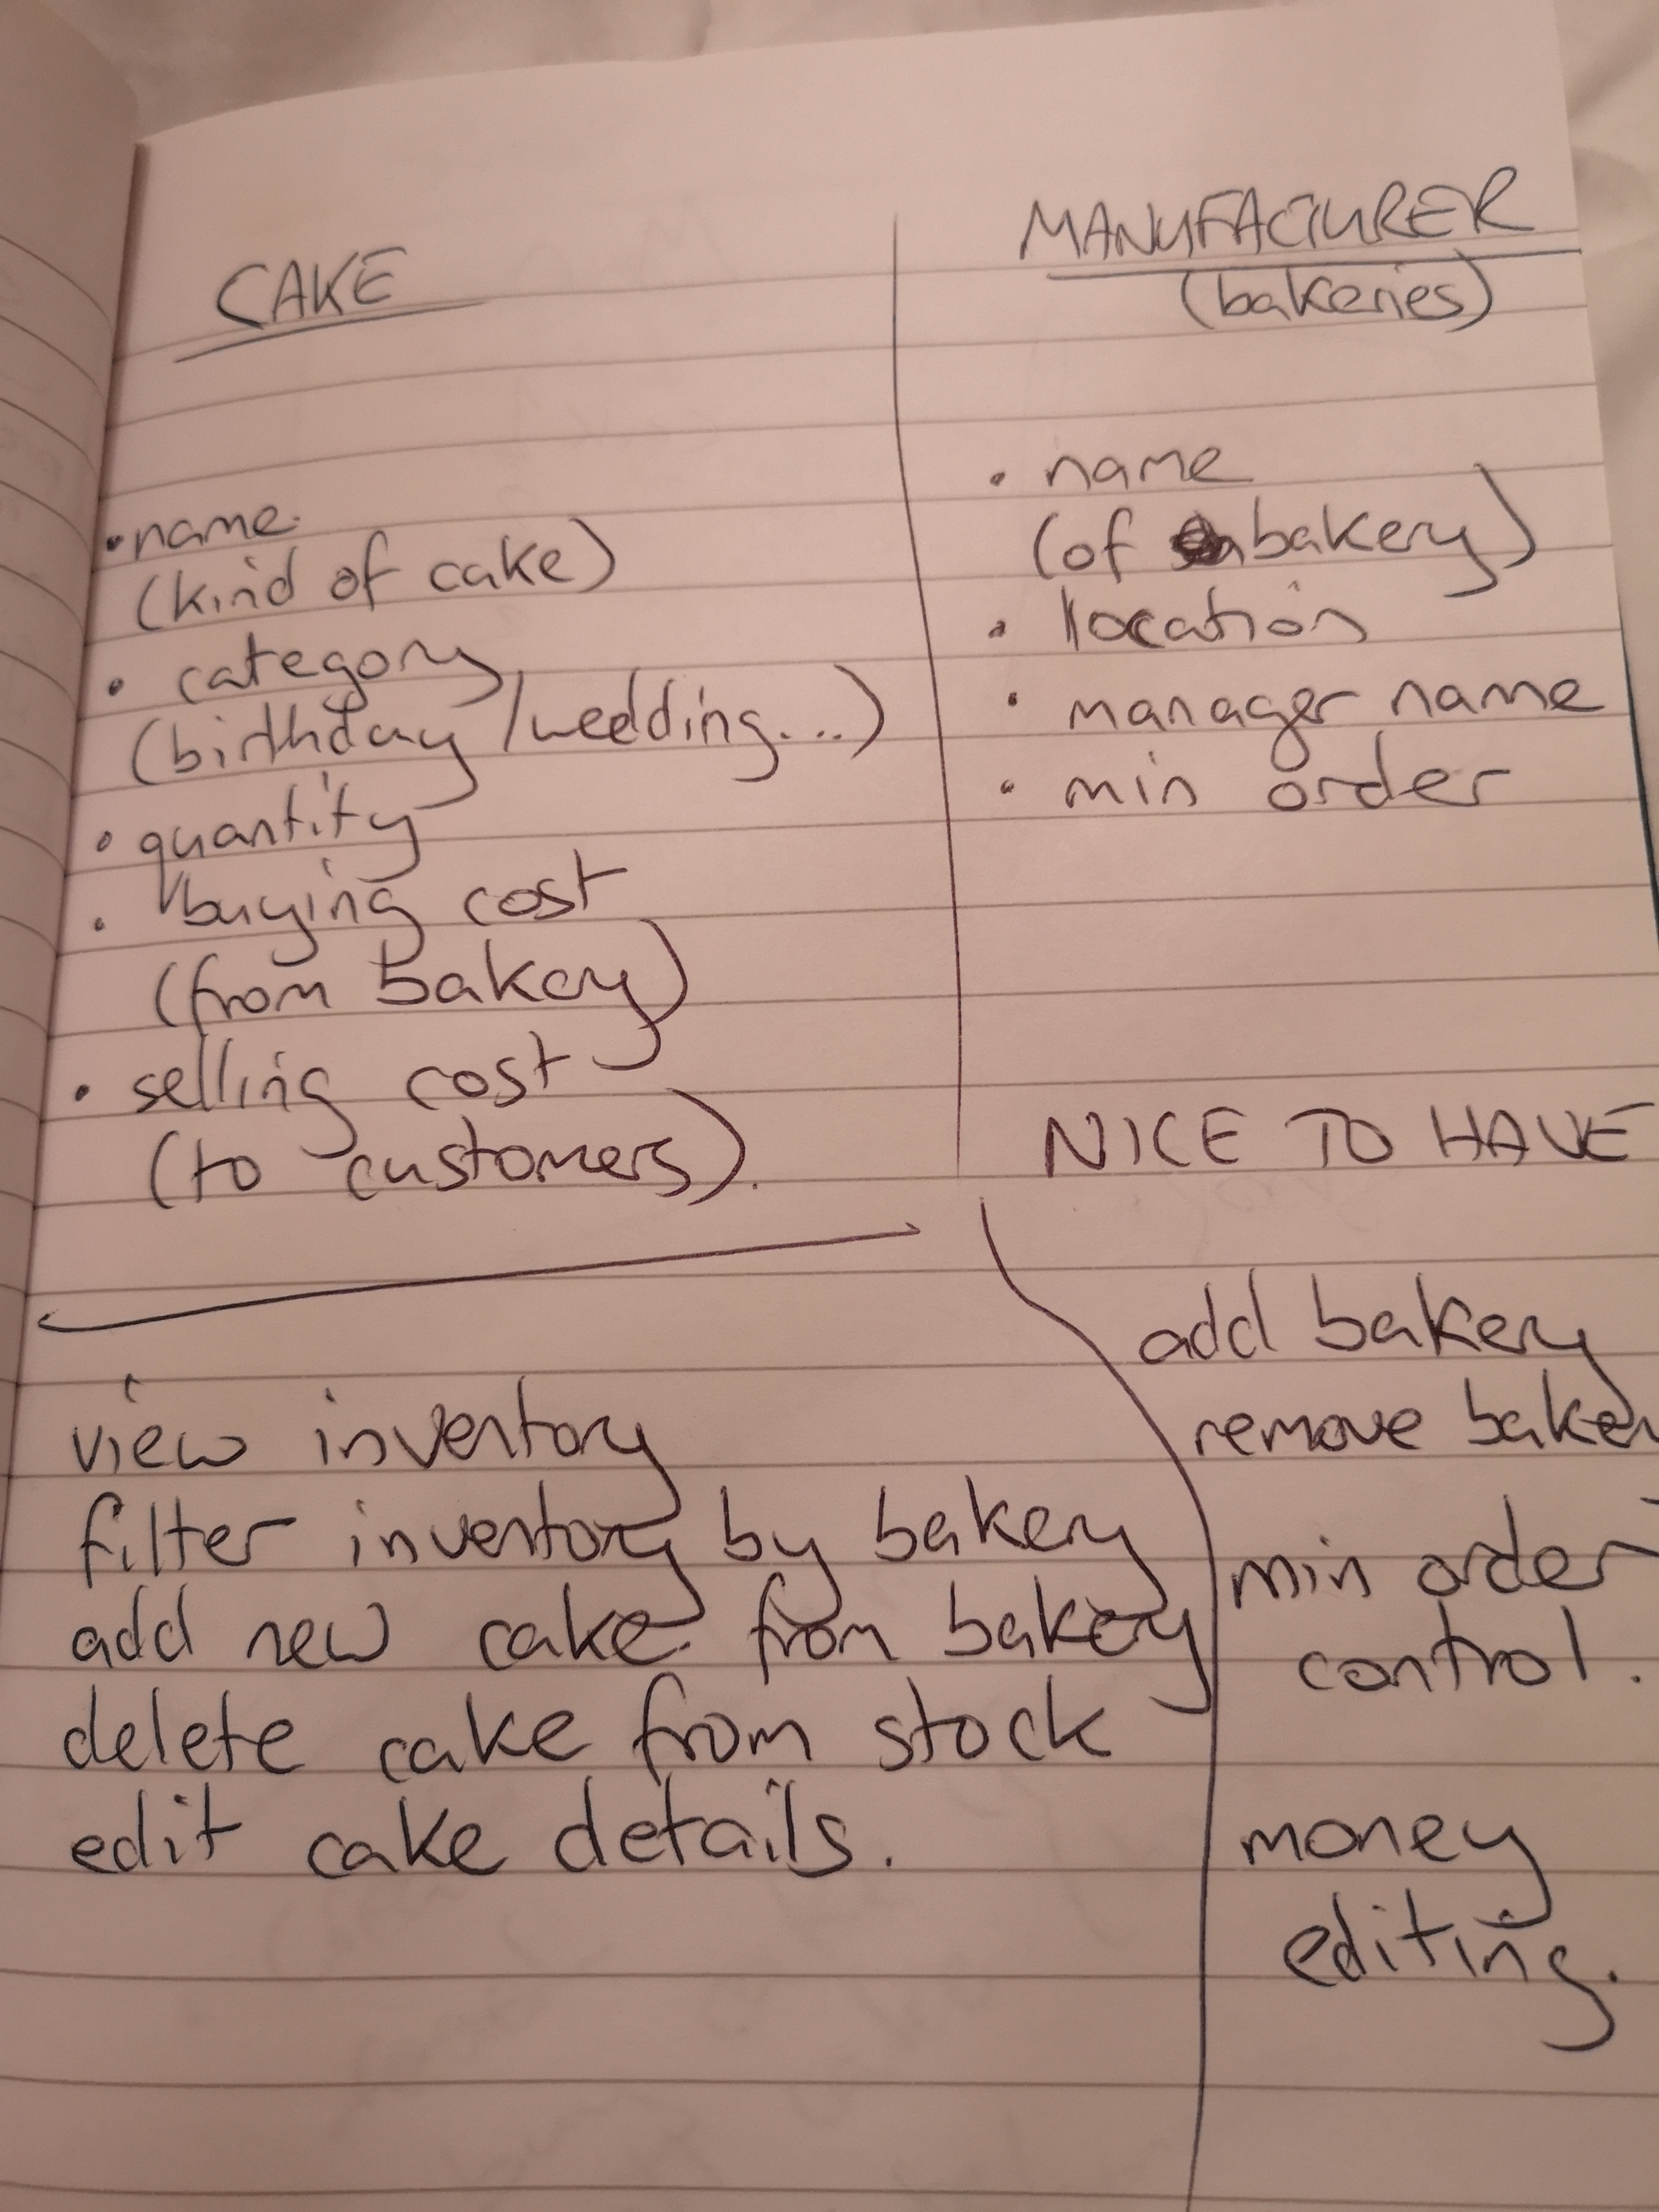 CAKE
• name
(kind of cake)
• category
(birthday/wedding...)
• quantity
• buying cost
(from bakery)
• selling cost
(to customers).
MANUFACTURER
(bakeries)
• name
(of bakery)
• location
• manager name
• min order
view inventory
filter inventory by bakery
add new cake from bakery
delete cake from stock
edit cake details.
NICE TO HAVE
add bakery
remove baker
min order
control.
money
editing.